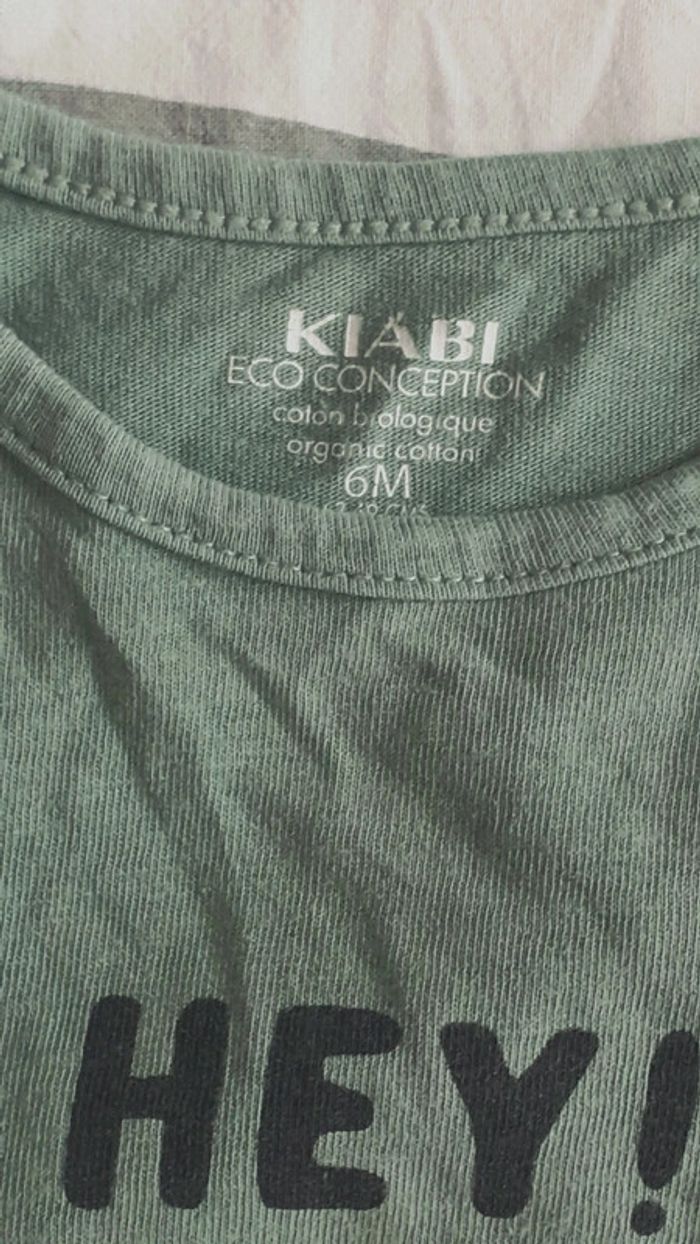 KIABI
ECO CONCEPTION
coton biologique
organic cotton
6M
HEY!